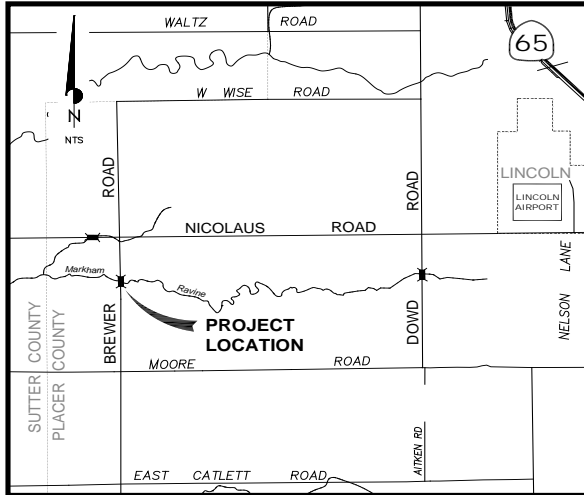 WALTZ ROAD
65
W WISE ROAD
N
NTS
ROAD
ROAD
LINCOLN
LINCOLN
AIRPORT
NICOLAUS ROAD
Markham
Ravine
NELSON LANE
PROJECT
LOCATION
BREWER
DOWD
SUTTER COUNTY
PLACER COUNTY
MOORE ROAD
AITKEN RD
EAST CATLETT ROAD